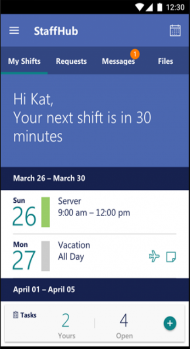 12:30
StaffHub
My Shifts Requests Messages 1 Files
Hi Kat,
Your next shift is in 30
minutes
March 26 – March 30
Sun Server
26 9:00 am – 12:00 pm
Mon Vacation
27 All Day
April 01 – April 05
Tasks 2 4
Yours Open